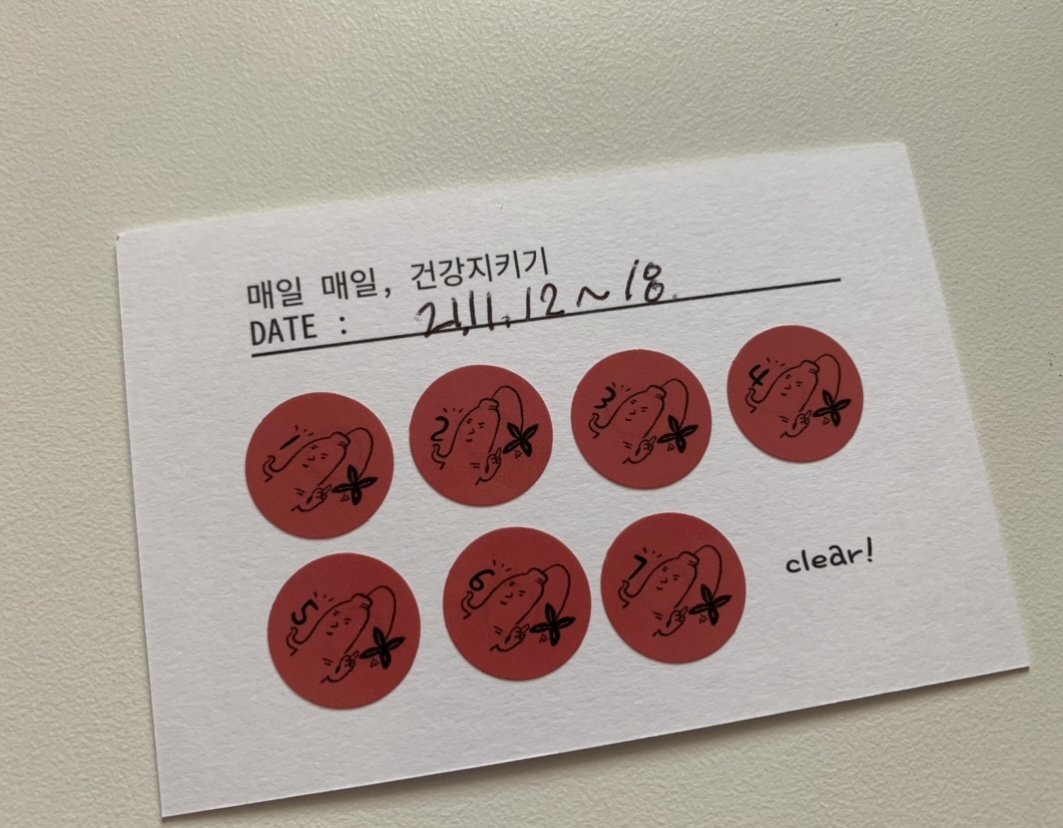 매일 매일, 건강지키기
DATE : 21.11.12 ~ 18.
1 2 3 4
5 6 7 clear!